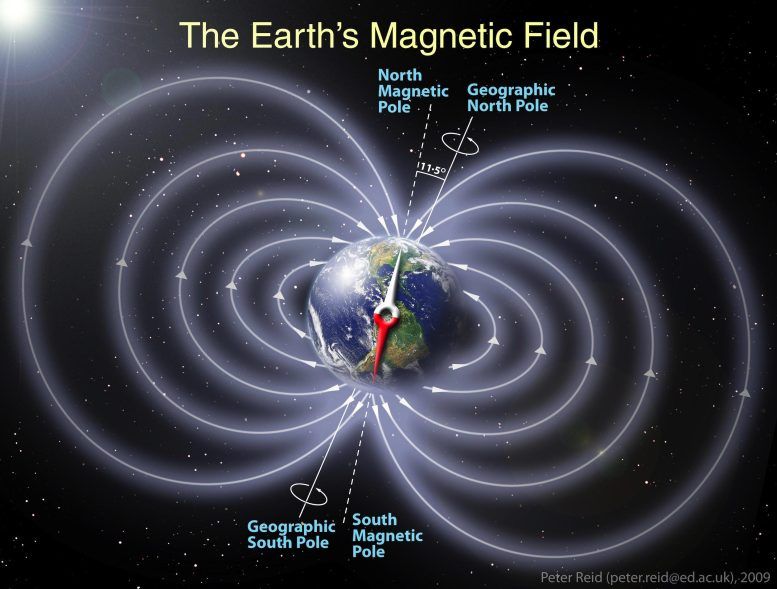 The Earth's Magnetic Field
North
Magnetic
Pole
Geographic
North Pole
11·5°
Geographic
South Pole
South
Magnetic
Pole
Peter Reid (peter.reid@ed.ac.uk), 2009